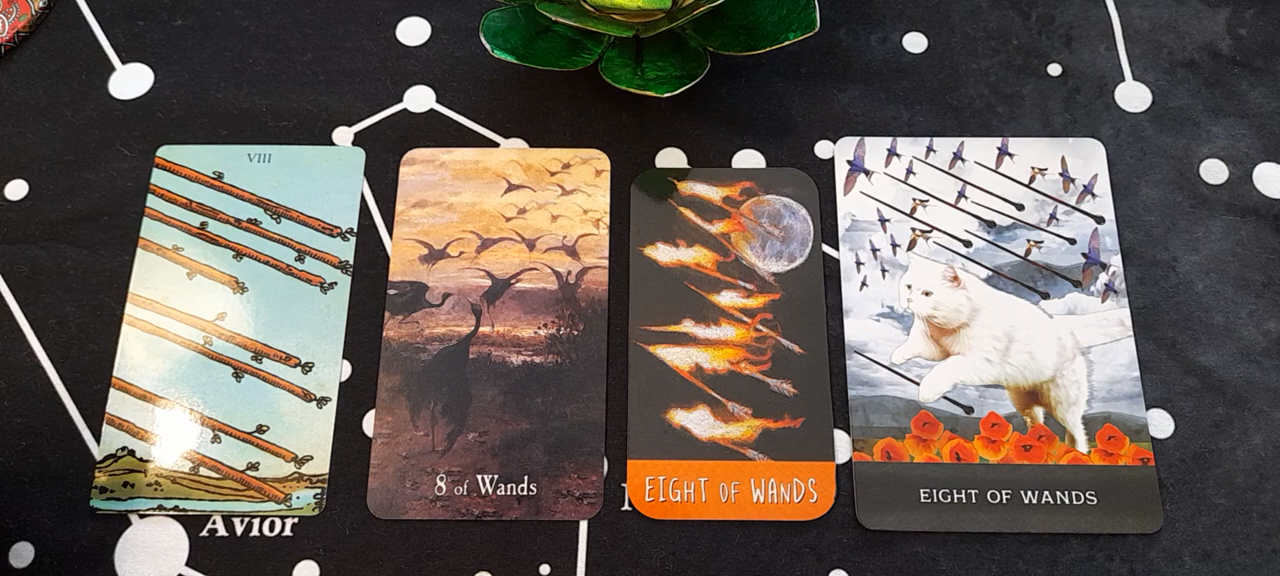 VIII
8 of Wands
EIGHT OF WANDS
EIGHT OF WANDS
Avior